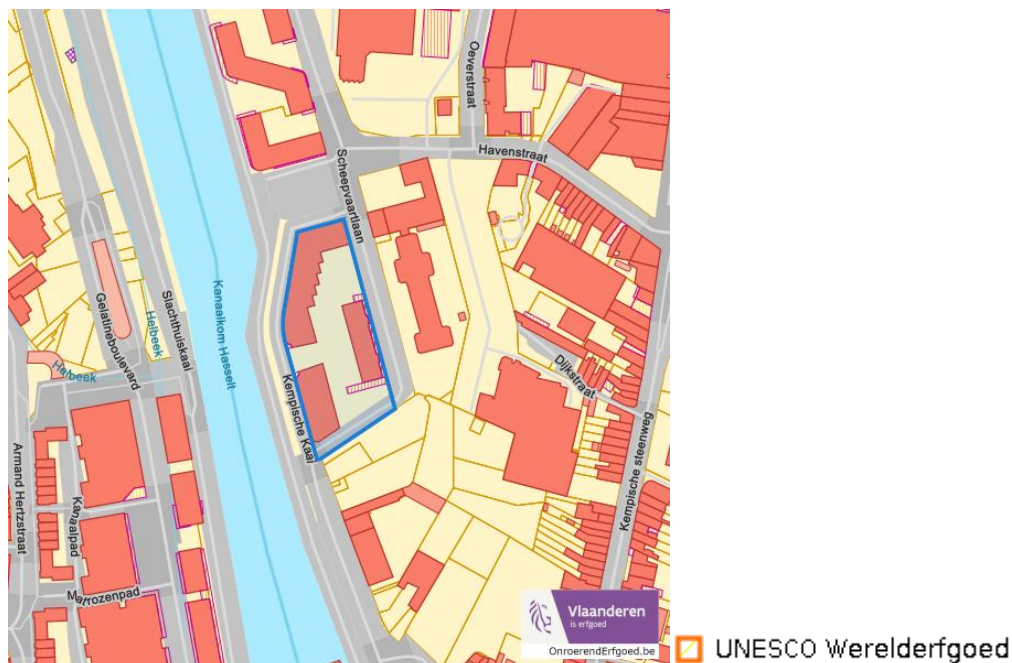 Oeverstraat
Havenstraat
Scheepvaartlaan
Gelatineboulevard
Slachthuiskaai
Helbeek
Helbeek
Kanaalkom Hasselt
Kempische Kaai
Dijkstraat
Kempische steenweg
Armand Hertzstraat
Kanaalpad
Matrozenpad
Vlaanderen
is erfgoed
OnroerendErfgoed.be
UNESCO Werelderfgoed